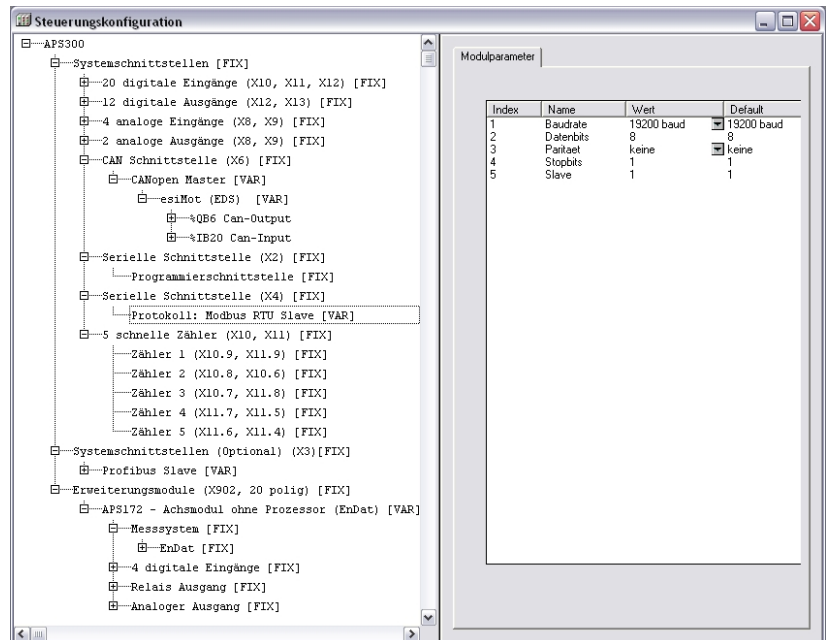 Steuerungskonfiguration
APS300
Systemschnittstellen [FIX]
20 digitale Eingänge (X10, X11, X12) [FIX]
12 digitale Ausgänge (X12, X13) [FIX]
4 analoge Eingänge (X8, X9) [FIX]
2 analoge Ausgänge (X8, X9) [FIX]
CAN Schnittstelle (X6) [FIX]
CANopen Master [VAR]
esiMot (EDS) [VAR]
%QB6 Can-Output
%IB20 Can-Input
Serielle Schnittstelle (X2) [FIX]
Programmierschnittstelle [FIX]
Serielle Schnittstelle (X4) [FIX]
Protokoll: Modbus RTU Slave [VAR]
5 schnelle Zähler (X10, X11) [FIX]
Zähler 1 (X10.9, X11.9) [FIX]
Zähler 2 (X10.8, X10.6) [FIX]
Zähler 3 (X10.7, X11.8) [FIX]
Zähler 4 (X11.7, X11.5) [FIX]
Zähler 5 (X11.6, X11.4) [FIX]
Systemschnittstellen (Optional) (X3)[FIX]
Profibus Slave [VAR]
Erweiterungsmodule (X902, 20 polig) [FIX]
APS172 - Achsmodul ohne Prozessor (EnDat) [VAR]
Messsystem [FIX]
EnDat [FIX]
4 digitale Eingänge [FIX]
Relais Ausgang [FIX]
Analoger Ausgang [FIX]
Modulparameter
Index Name Wert Default
1 Baudrate 19200 baud 19200 baud
2 Datenbits 8 8
3 Paritaet keine keine
4 Stopbits 1 1
5 Slave 1 1